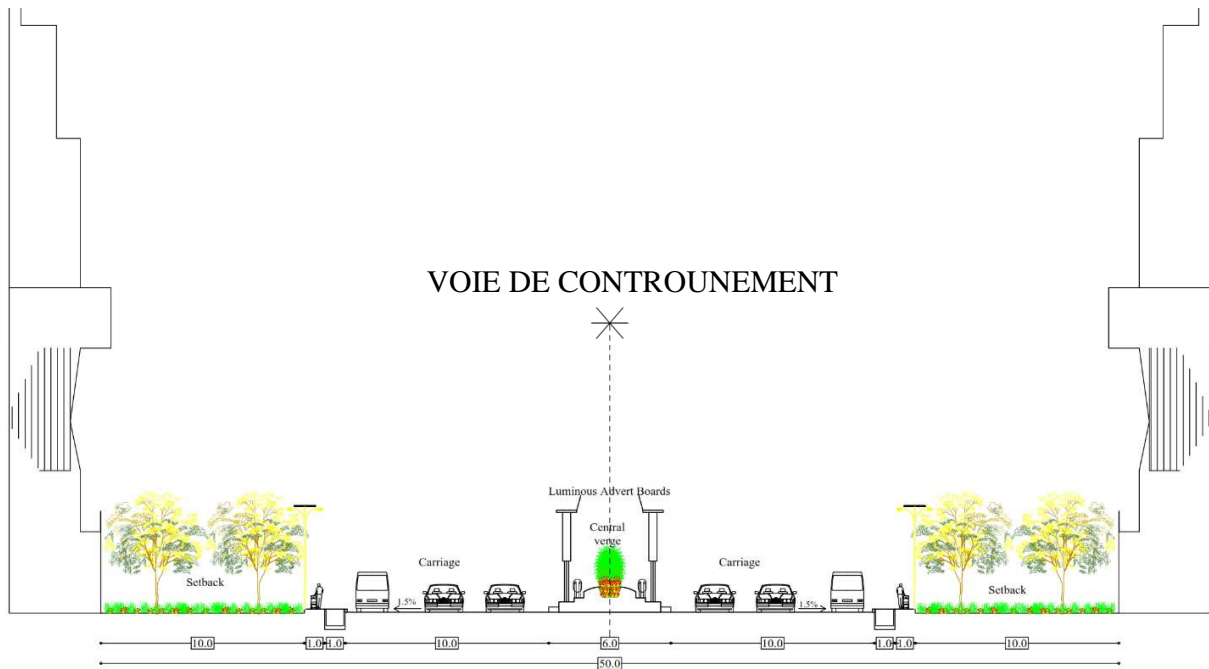 VOIE DE CONTROUNEMENT
Luminous Advert Boards
Central
verge
Carriage
Carriage
Setback
Setback
1.5%
1.5%
10.0 1.0 1.0 10.0 6.0 10.0 1.0 1.0 10.0
50.0